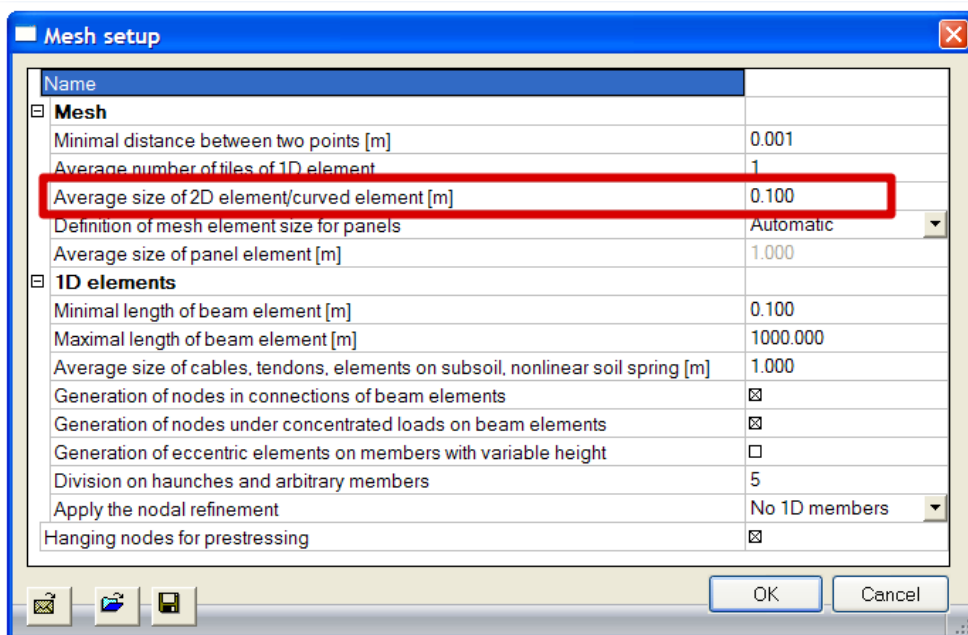 Mesh setup
Name
Mesh
Minimal distance between two points [m] 0.001
Average number of tiles of 1D element 1
Average size of 2D element/curved element [m] 0.100
Definition of mesh element size for panels Automatic
Average size of panel element [m] 1.000
1D elements
Minimal length of beam element [m] 0.100
Maximal length of beam element [m] 1000.000
Average size of cables, tendons, elements on subsoil, nonlinear soil spring [m] 1.000
Generation of nodes in connections of beam elements
Generation of nodes under concentrated loads on beam elements
Generation of eccentric elements on members with variable height
Division on haunches and arbitrary members 5
Apply the nodal refinement No 1D members
Hanging nodes for prestressing
OK Cancel